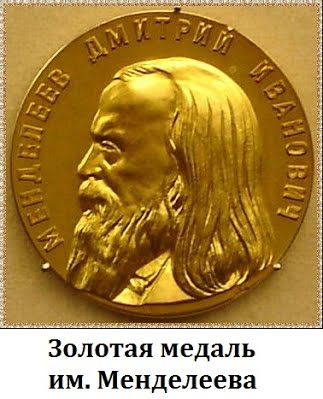 МЕНДЕЛЕЕВ ДМИТРИЙ ИВАНОВИЧ
Золотая медаль
им. Менделеева